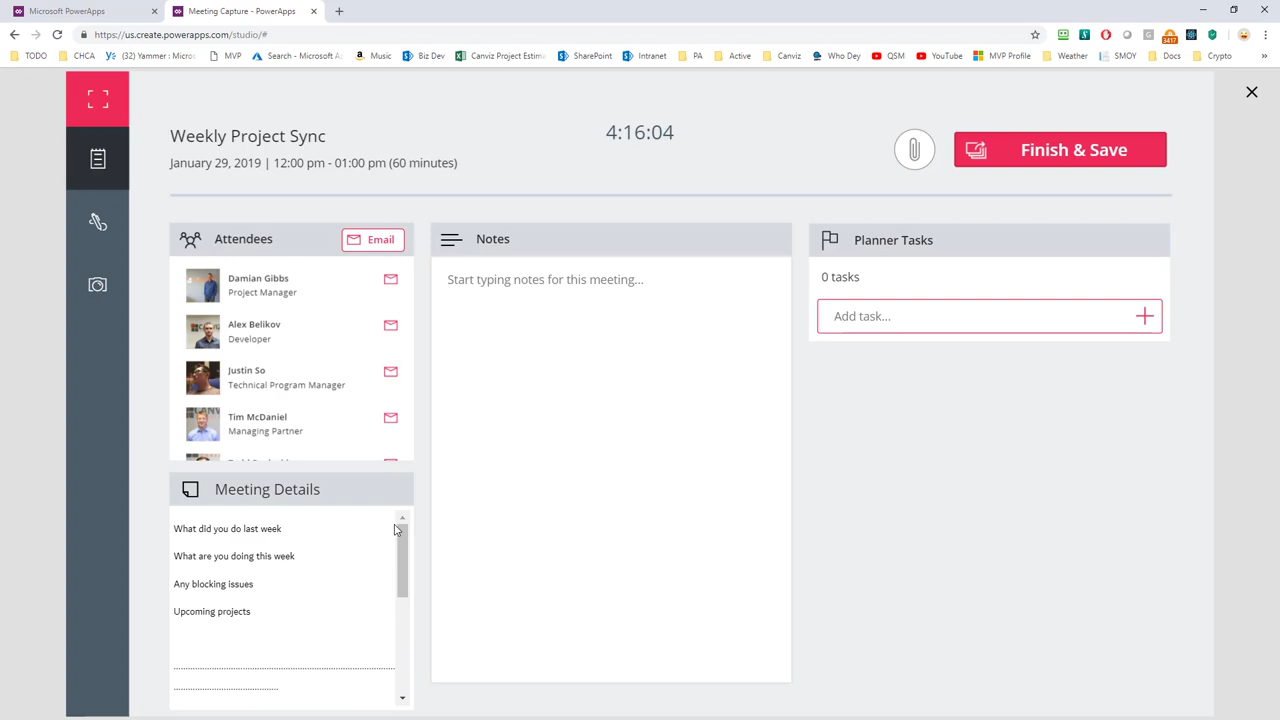 Microsoft PowerApps
Meeting Capture - PowerApps
https://us.create.powerapps.com/studio/#
TODO
CHCA
(35) Yammer : Micros
MVP
Search - Microsoft A
Music
Biz Dev
Canviz Project Estima
SharePoint
Intranet
PA
Active
Canviz
Who Dey
QSM
YouTube
MVP Profile
Weather
SMOY
Docs
Crypto
3417
Weekly Project Sync
January 29, 2019 | 12:00 pm - 01:00 pm (60 minutes)
4:16:04
Finish & Save
Attendees
Email
Damian Gibbs
Project Manager
Alex Belikov
Developer
Justin So
Technical Program Manager
Tim McDaniel
Managing Partner
Meeting Details
What did you do last week
What are you doing this week
Any blocking issues
Upcoming projects
Notes
Start typing notes for this meeting...
Planner Tasks
0 tasks
Add task...